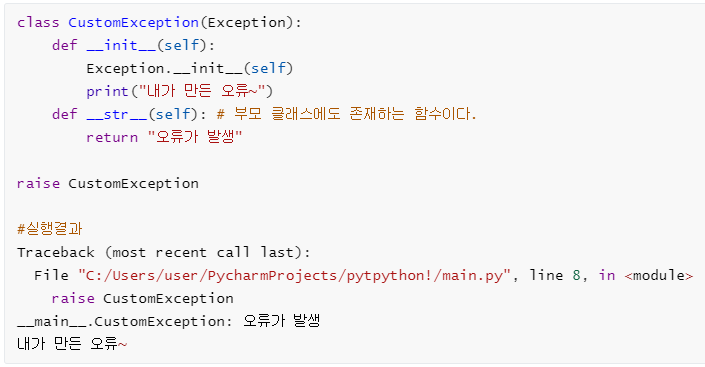 class CustomException(Exception):
    def __init__(self):
        Exception.__init__(self)
        print("내가 만든 오류~")
    def __str__(self): # 부모 클래스에도 존재하는 함수이다.
        return "오류가 발생"
raise CustomException
#실행결과
Traceback (most recent call last):
  File "C:/Users/user/PycharmProjects/pytpython!/main.py", line 8, in <module>
    raise CustomException
__main__.CustomException: 오류가 발생
내가 만든 오류~